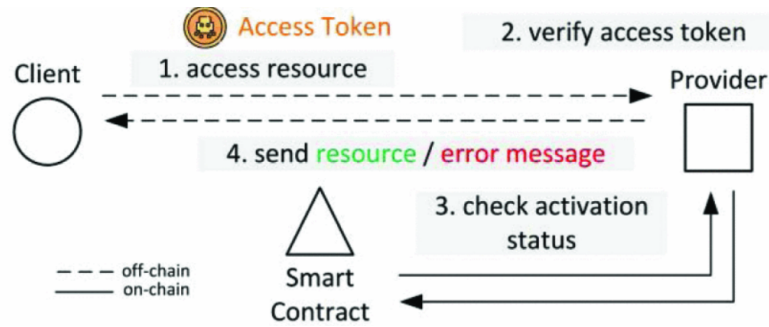 Access Token
2. verify access token
Client
1. access resource
Provider
4. send resource / error message
3. check activation
status
Smart
Contract
off-chain
on-chain